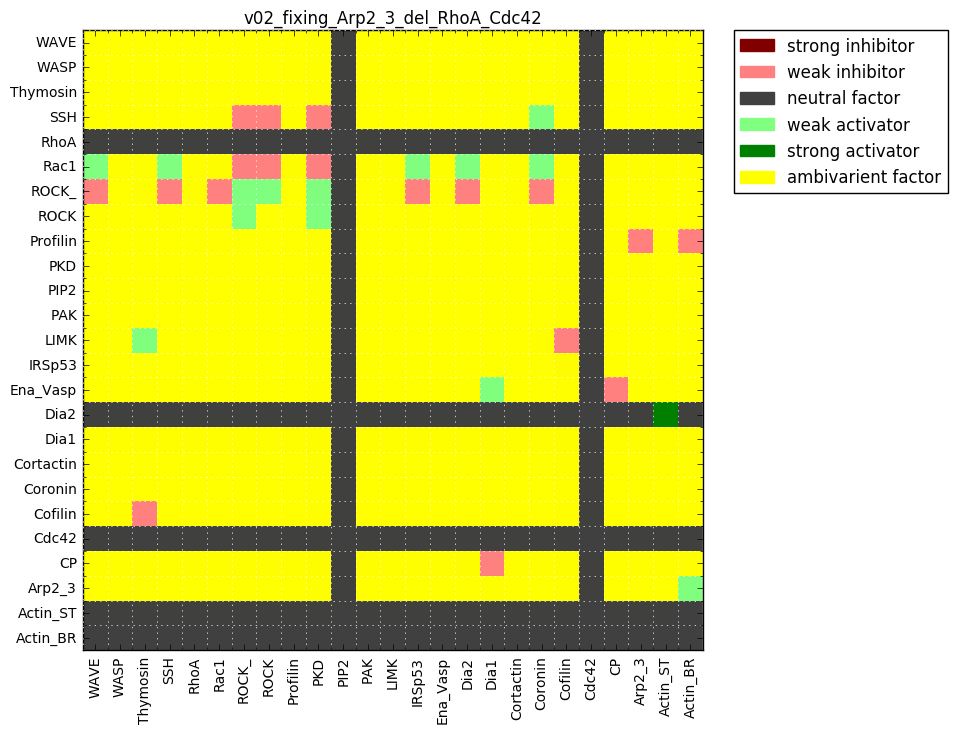 v02_fixing_Arp2_3_del_RhoA_Cdc42
WAVE
WASP
Thymosin
SSH
RhoA
Rac1
ROCK_
ROCK
Profilin
PKD
PIP2
PAK
LIMK
IRSp53
Ena_Vasp
Dia2
Dia1
Cortactin
Coronin
Cofilin
Cdc42
CP
Arp2_3
Actin_ST
Actin_BR
WAVE
WASP
Thymosin
SSH
RhoA
Rac1
ROCK_
ROCK
Profilin
PKD
PIP2
PAK
LIMK
IRSp53
Ena_Vasp
Dia2
Dia1
Cortactin
Coronin
Cofilin
Cdc42
CP
Arp2_3
Actin_ST
Actin_BR
strong inhibitor
weak inhibitor
neutral factor
weak activator
strong activator
ambivarient factor